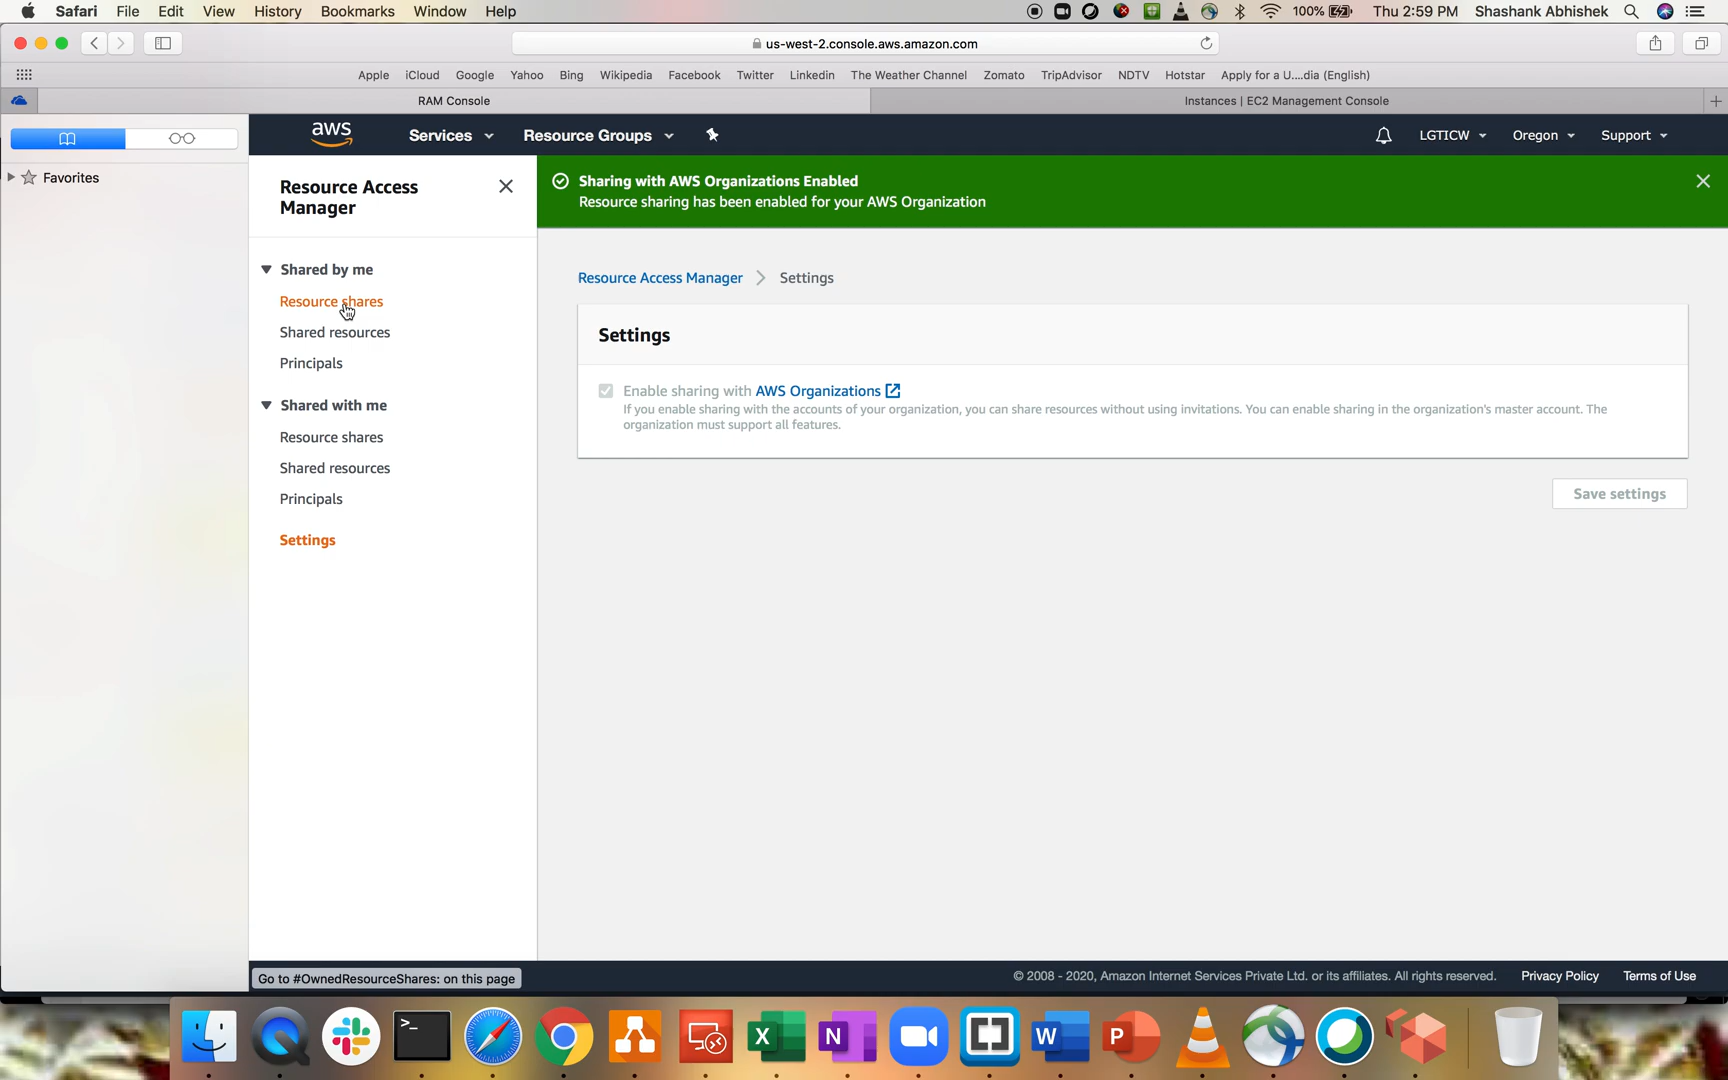 Safari File Edit View History Bookmarks Window Help 100% Thu 2:59 PM Shashank Abhishek
us-west-2.console.aws.amazon.com
Apple iCloud Google Yahoo Bing Wikipedia Facebook Twitter Linkedin The Weather Channel Zomato TripAdvisor NDTV Hotstar Apply for a U....dia (English)
RAM Console Instances | EC2 Management Console
aws Services Resource Groups LGTICW Oregon Support
Favorites
Resource Access
Manager
Shared by me
Resource shares
Shared resources
Principals
Shared with me
Resource shares
Shared resources
Principals
Settings
Sharing with AWS Organizations Enabled
Resource sharing has been enabled for your AWS Organization
Resource Access Manager Settings
Settings
Enable sharing with AWS Organizations
If you enable sharing with the accounts of your organization, you can share resources without using invitations. You can enable sharing in the organization's master account. The
organization must support all features.
Save settings
Go to #OwnedResourceShares: on this page
© 2008 - 2020, Amazon Internet Services Private Ltd. or its affiliates. All rights reserved. Privacy Policy Terms of Use
>_ X N W P